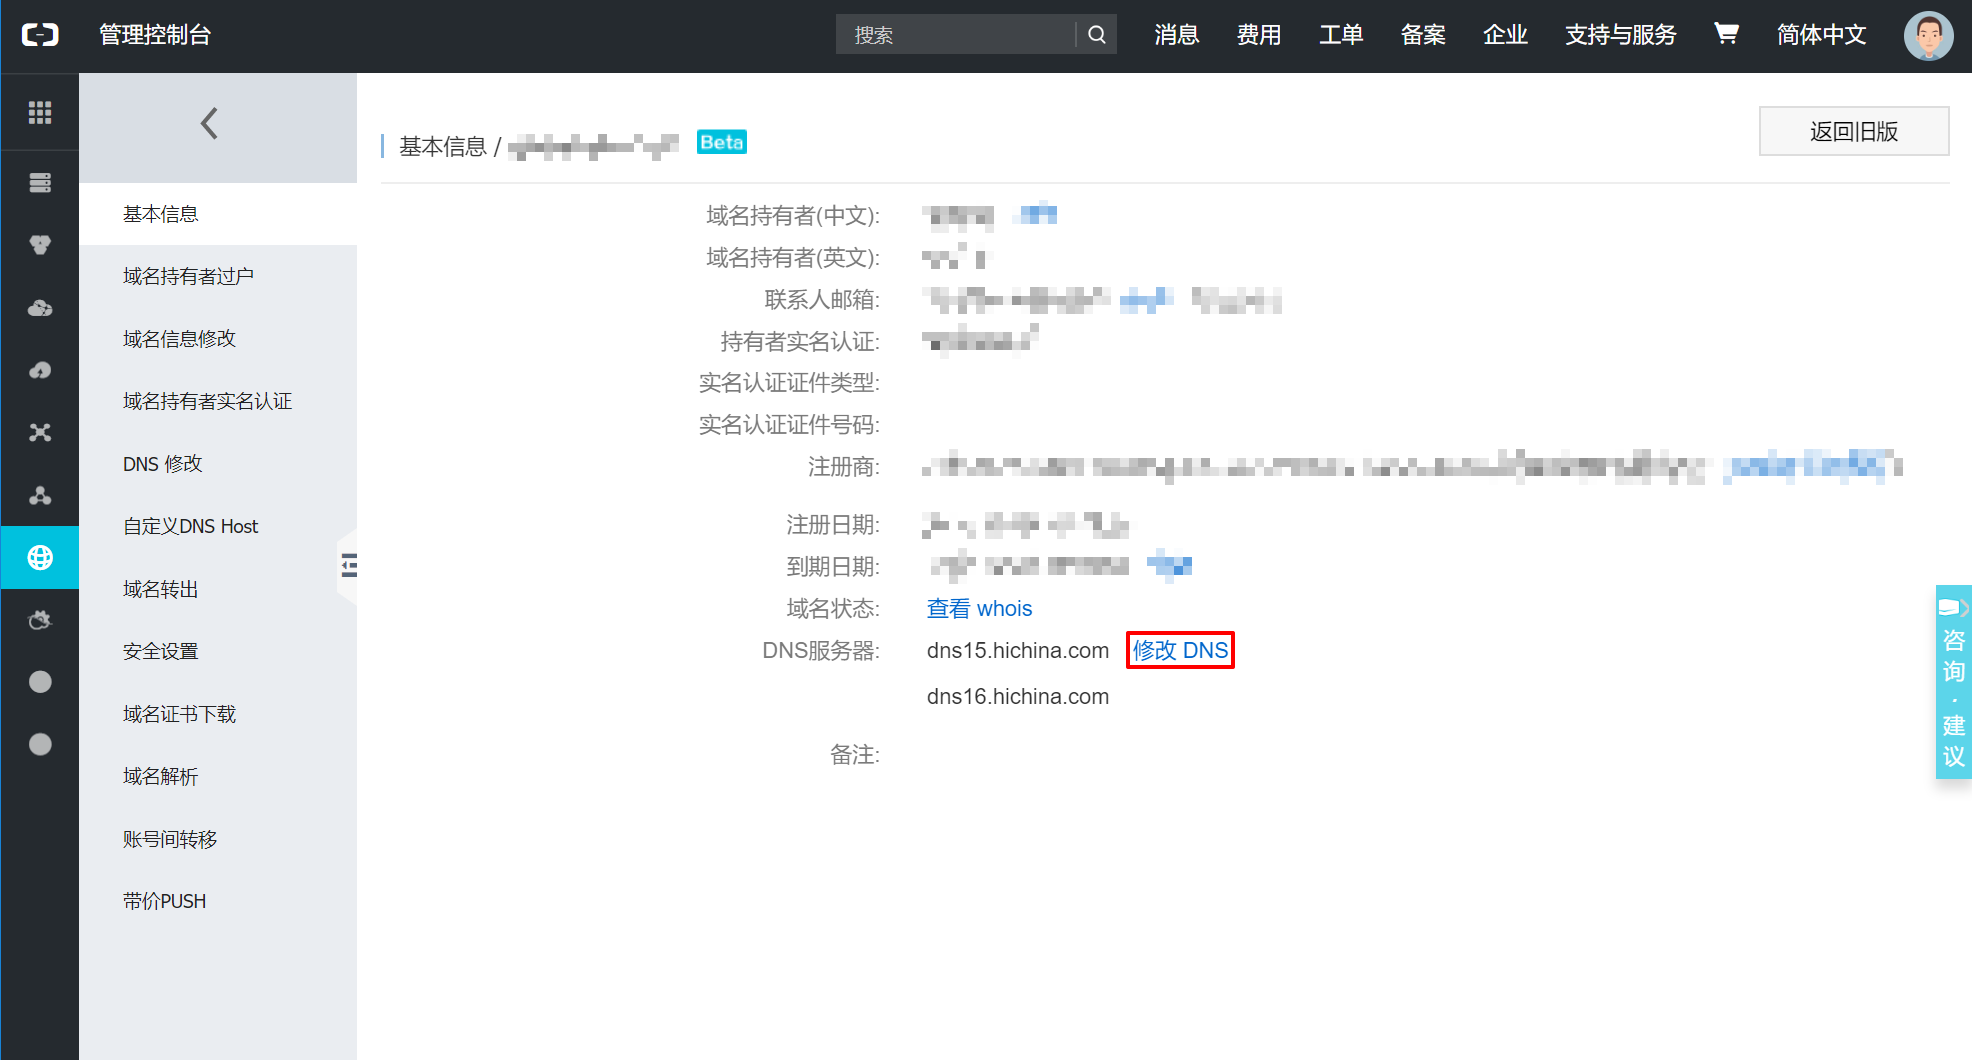 管理控制台
搜索
消息 费用 工单 备案 企业 支持与服务 简体中文
基本信息 / Beta
返回旧版
基本信息
域名持有者过户
域名信息修改
域名持有者实名认证
DNS 修改
自定义DNS Host
域名转出
安全设置
域名证书下载
域名解析
账号间转移
带价PUSH
域名持有者(中文):
域名持有者(英文):
联系人邮箱:
持有者实名认证:
实名认证证件类型:
实名认证证件号码:
注册商:
注册日期:
到期日期:
域名状态: 查看 whois
DNS服务器: dns15.hichina.com 修改 DNS
dns16.hichina.com
备注:
咨询·建议